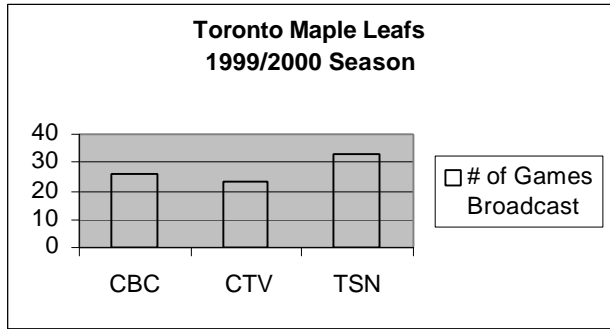 Toronto Maple Leafs
1999/2000 Season
40
30
20
10
0
CBC CTV TSN
# of Games
Broadcast